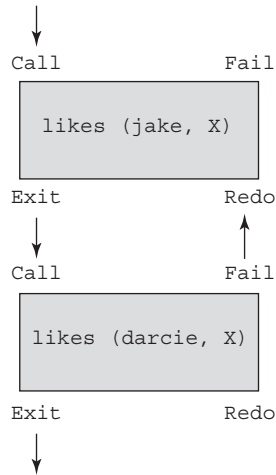 Call Fail
likes (jake, X)
Exit Redo
Call Fail
likes (darcie, X)
Exit Redo